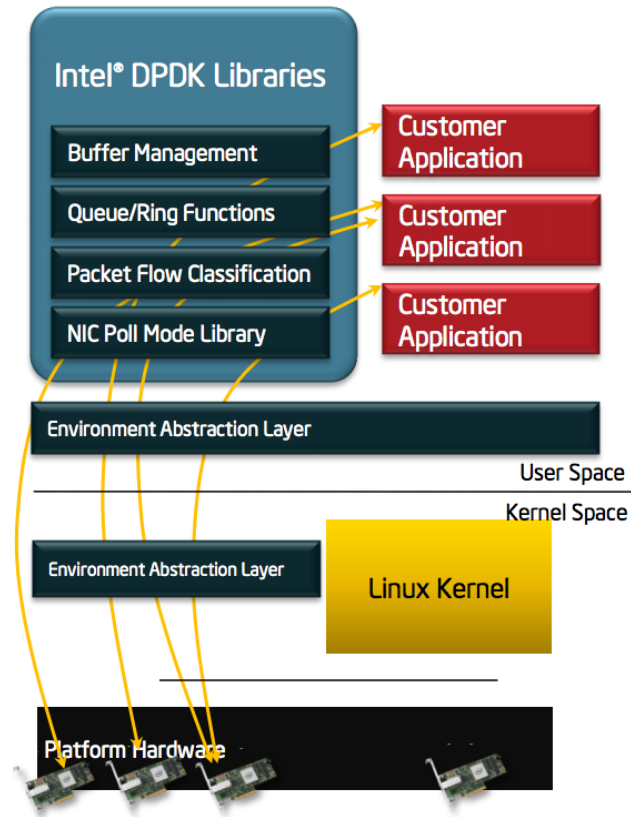 Intel® DPDK Libraries
Buffer Management
Queue/Ring Functions
Packet Flow Classification
NIC Poll Mode Library
Customer
Application
Customer
Application
Customer
Application
Environment Abstraction Layer
User Space
Kernel Space
Environment Abstraction Layer
Linux Kernel
Platform Hardware